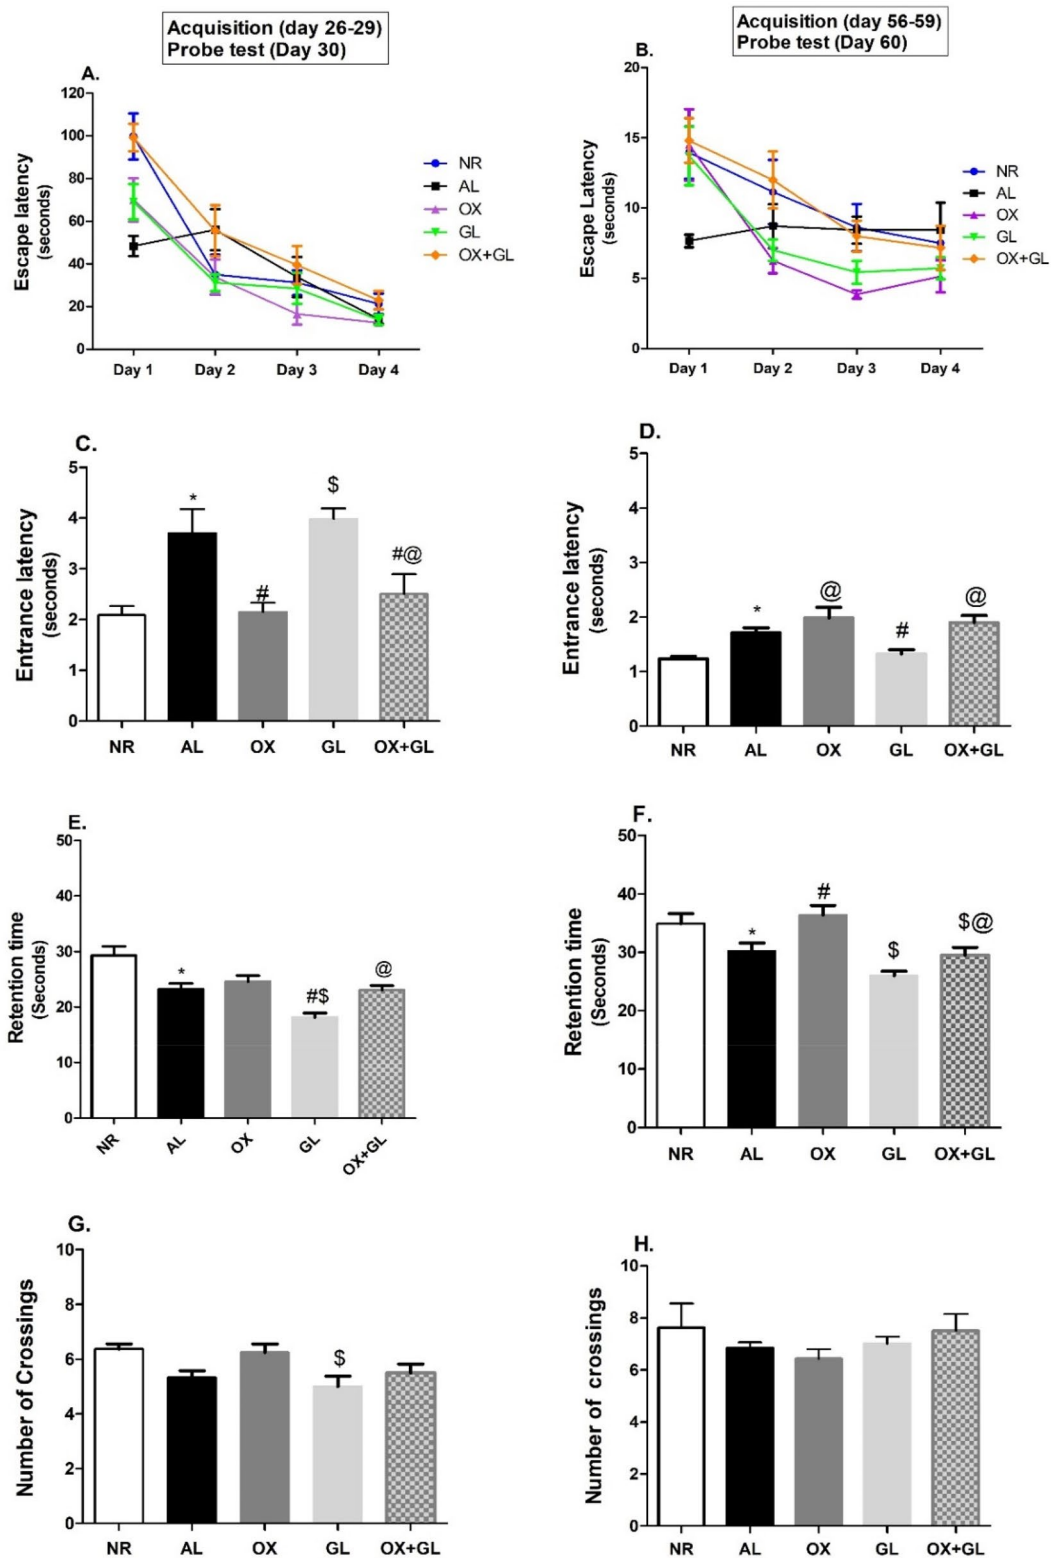 Acquisition (day 26-29)
Probe test (Day 30)
Acquisition (day 56-59)
Probe test (Day 60)
A.
Escape latency
(seconds)
120
100
80
60
40
20
0
Day 1 Day 2 Day 3 Day 4
NR
AL
OX
GL
OX+GL
B.
Escape Latency
(seconds)
20
15
10
5
0
Day 1 Day 2 Day 3 Day 4
NR
AL
OX
GL
OX+GL
C.
Entrance latency
(seconds)
5
4
3
2
1
0
*
#
$
#@
NR AL OX GL OX+GL
D.
Entrance latency
(seconds)
5
4
3
2
1
0
*
@
#
@
NR AL OX GL OX+GL
E.
Retention time
(Seconds)
50
40
30
20
10
0
*
#$
@
NR AL OX GL OX+GL
F.
Retention time
(Seconds)
50
40
30
20
10
0
*
#
$
$@
NR AL OX GL OX+GL
G.
Number of Crossings
10
8
6
4
2
0
$
NR AL OX GL OX+GL
H.
Number of crossings
10
8
6
4
2
0
NR AL OX GL OX+GL